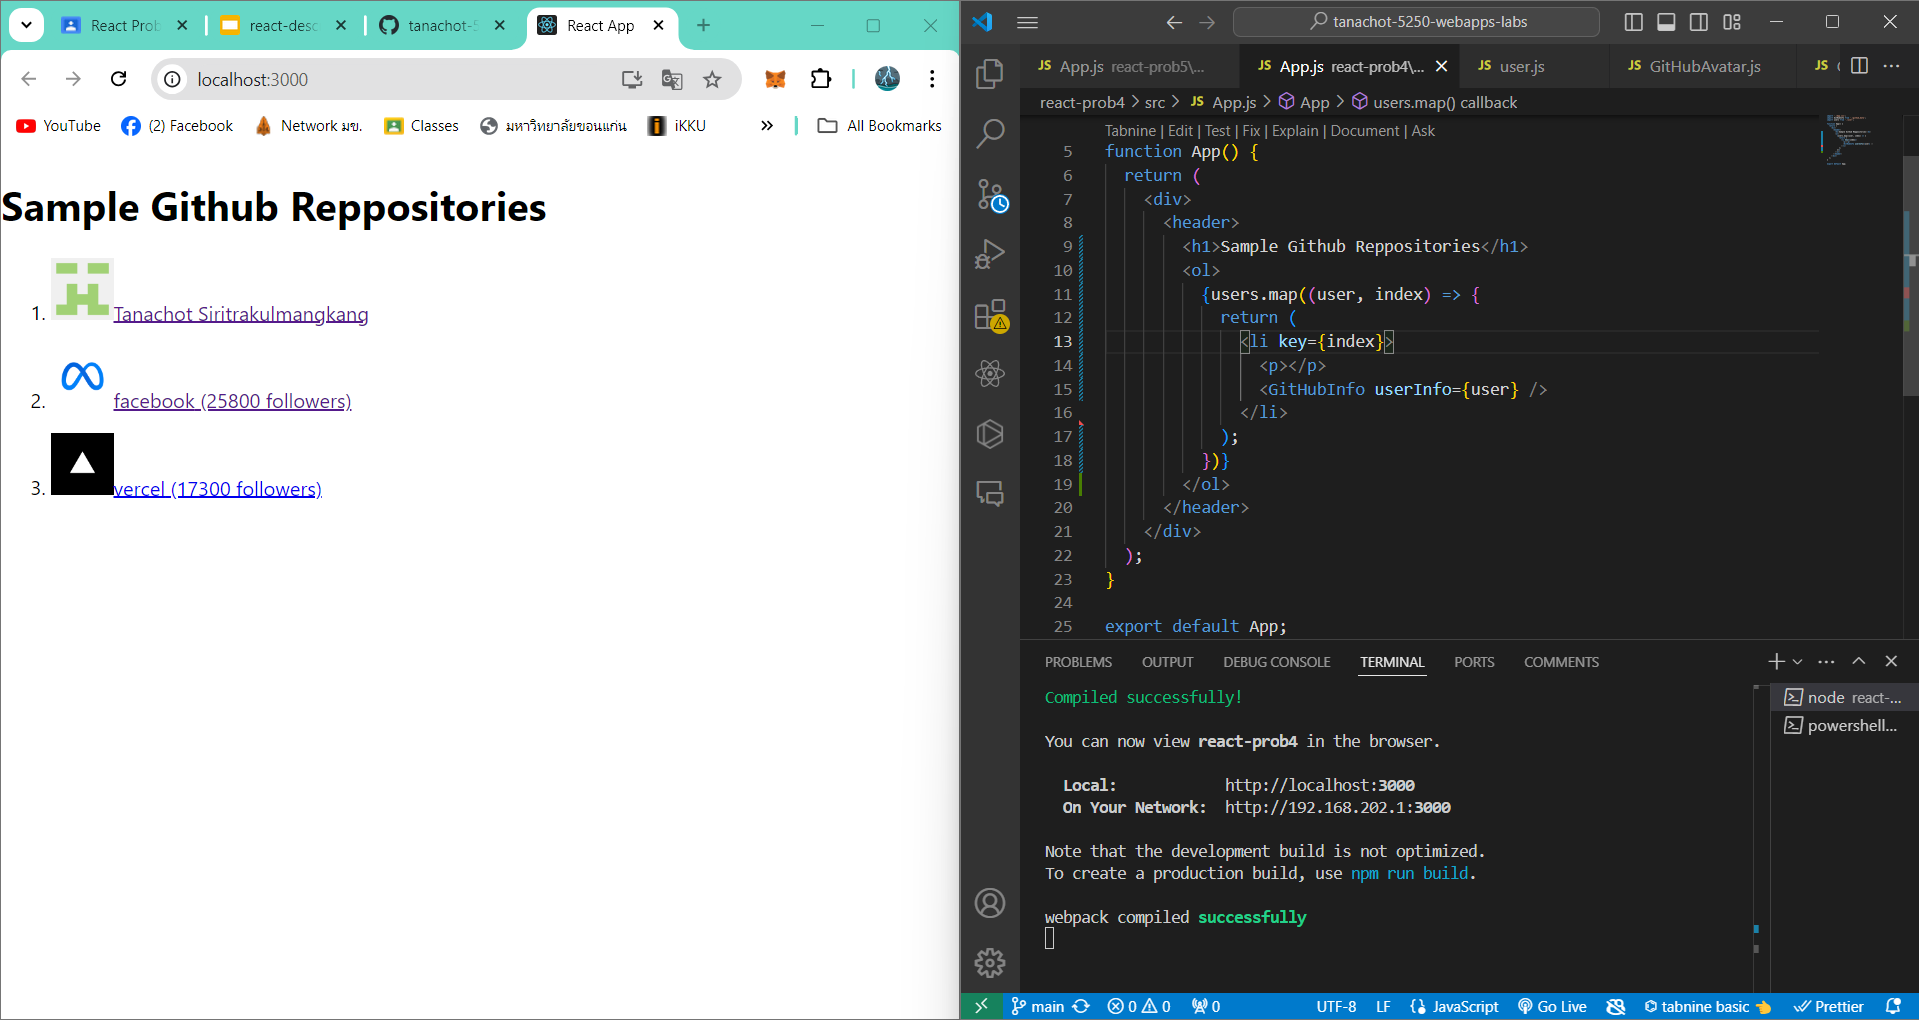 React Prob
react-desc
tanachot-5
React App
localhost:3000
YouTube
(2) Facebook
Network มข.
Classes
มหาวิทยาลัยขอนแก่น
iKKU
All Bookmarks
Sample Github Reppositories
1. Tanachot Siritrakulmangkang
2. facebook (25800 followers)
3. vercel (17300 followers)
tanachot-5250-webapps-labs
JS App.js react-prob5\...
JS App.js react-prob4\...
JS user.js
JS GitHubAvatar.js
JS
react-prob4 > src > JS App.js > App > users.map() callback
Tabnine | Edit | Test | Fix | Explain | Document | Ask
5 function App() {
6 return (
7 <div>
8 <header>
9 <h1>Sample Github Reppositories</h1>
10 <ol>
11 {users.map((user, index) => {
12 return (
13 <li key={index}>
14 <p></p>
15 <GitHubInfo userInfo={user} />
16 </li>
17 );
18 })}
19 </ol>
20 </header>
21 </div>
22 );
23 }
24
25 export default App;
PROBLEMS
OUTPUT
DEBUG CONSOLE
TERMINAL
PORTS
COMMENTS
Compiled successfully!
You can now view react-prob4 in the browser.
Local: http://localhost:3000
On Your Network: http://192.168.202.1:3000
Note that the development build is not optimized.
To create a production build, use npm run build.
webpack compiled successfully
node react-...
powershell...
main
0
0
0
UTF-8
LF
{} JavaScript
Go Live
tabnine basic
Prettier